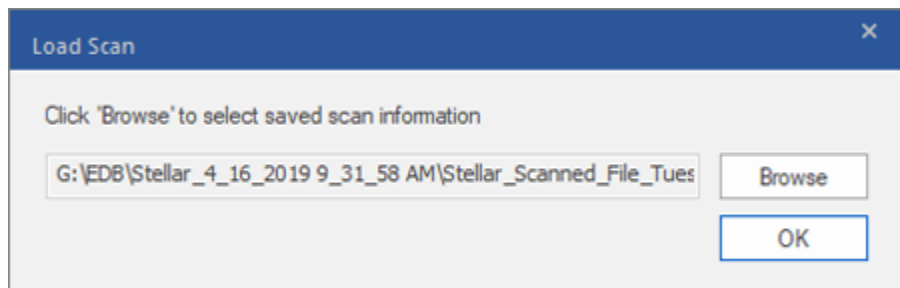 Load Scan
Click 'Browse' to select saved scan information
G:\EDB\Stellar_4_16_2019 9_31_58 AM\Stellar_Scanned_File_Tues
Browse
OK